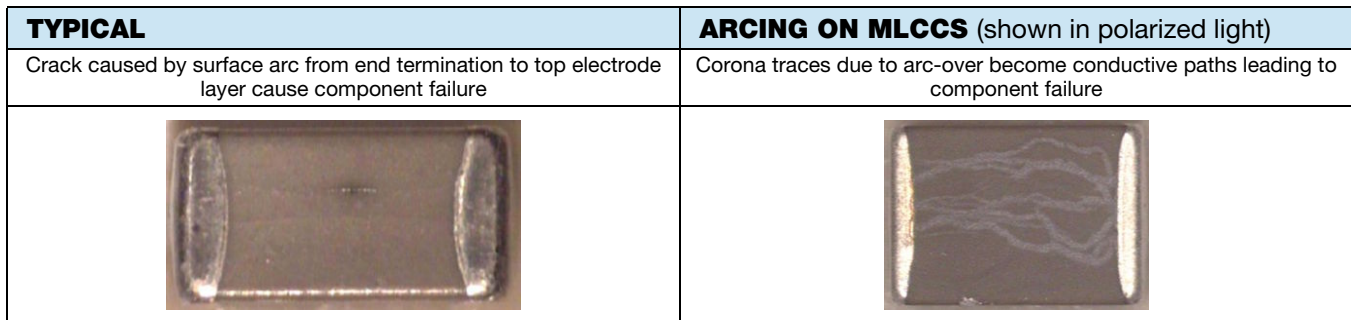 TYPICAL
ARCING ON MLCCS (shown in polarized light)
Crack caused by surface arc from end termination to top electrode
layer cause component failure
Corona traces due to arc-over become conductive paths leading to
component failure